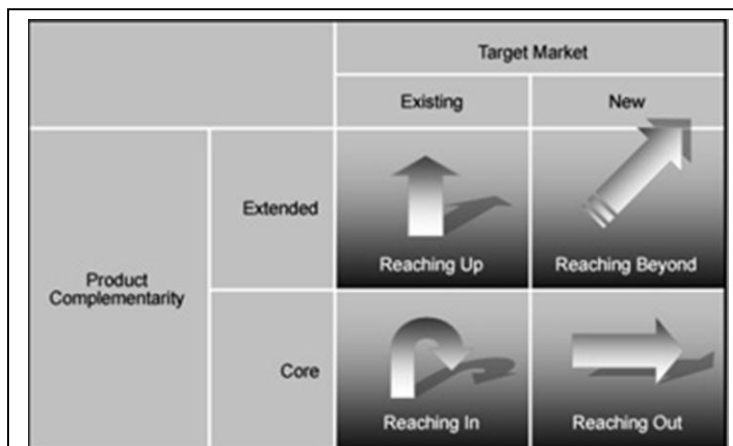 Target Market
Existing
New
Extended
Reaching Up
Reaching Beyond
Product
Complementarity
Core
Reaching In
Reaching Out